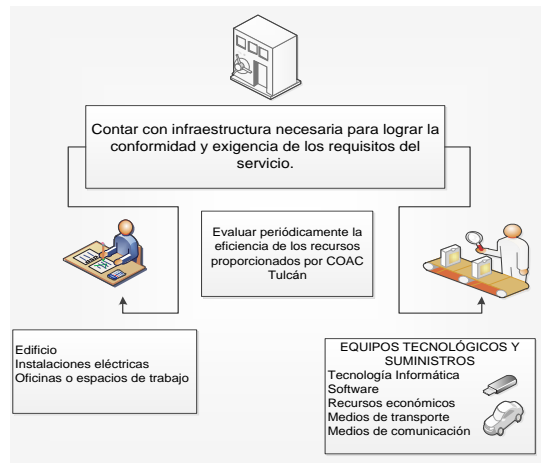 Contar con infraestructura necesaria para lograr la
conformidad y exigencia de los requisitos del
servicio.
Evaluar periódicamente la
eficiencia de los recursos
proporcionados por COAC
Tulcán
Edificio
Instalaciones eléctricas
Oficinas o espacios de trabajo
EQUIPOS TECNOLÓGICOS Y
SUMINISTROS
Tecnología Informática
Software
Recursos económicos
Medios de transporte
Medios de comunicación